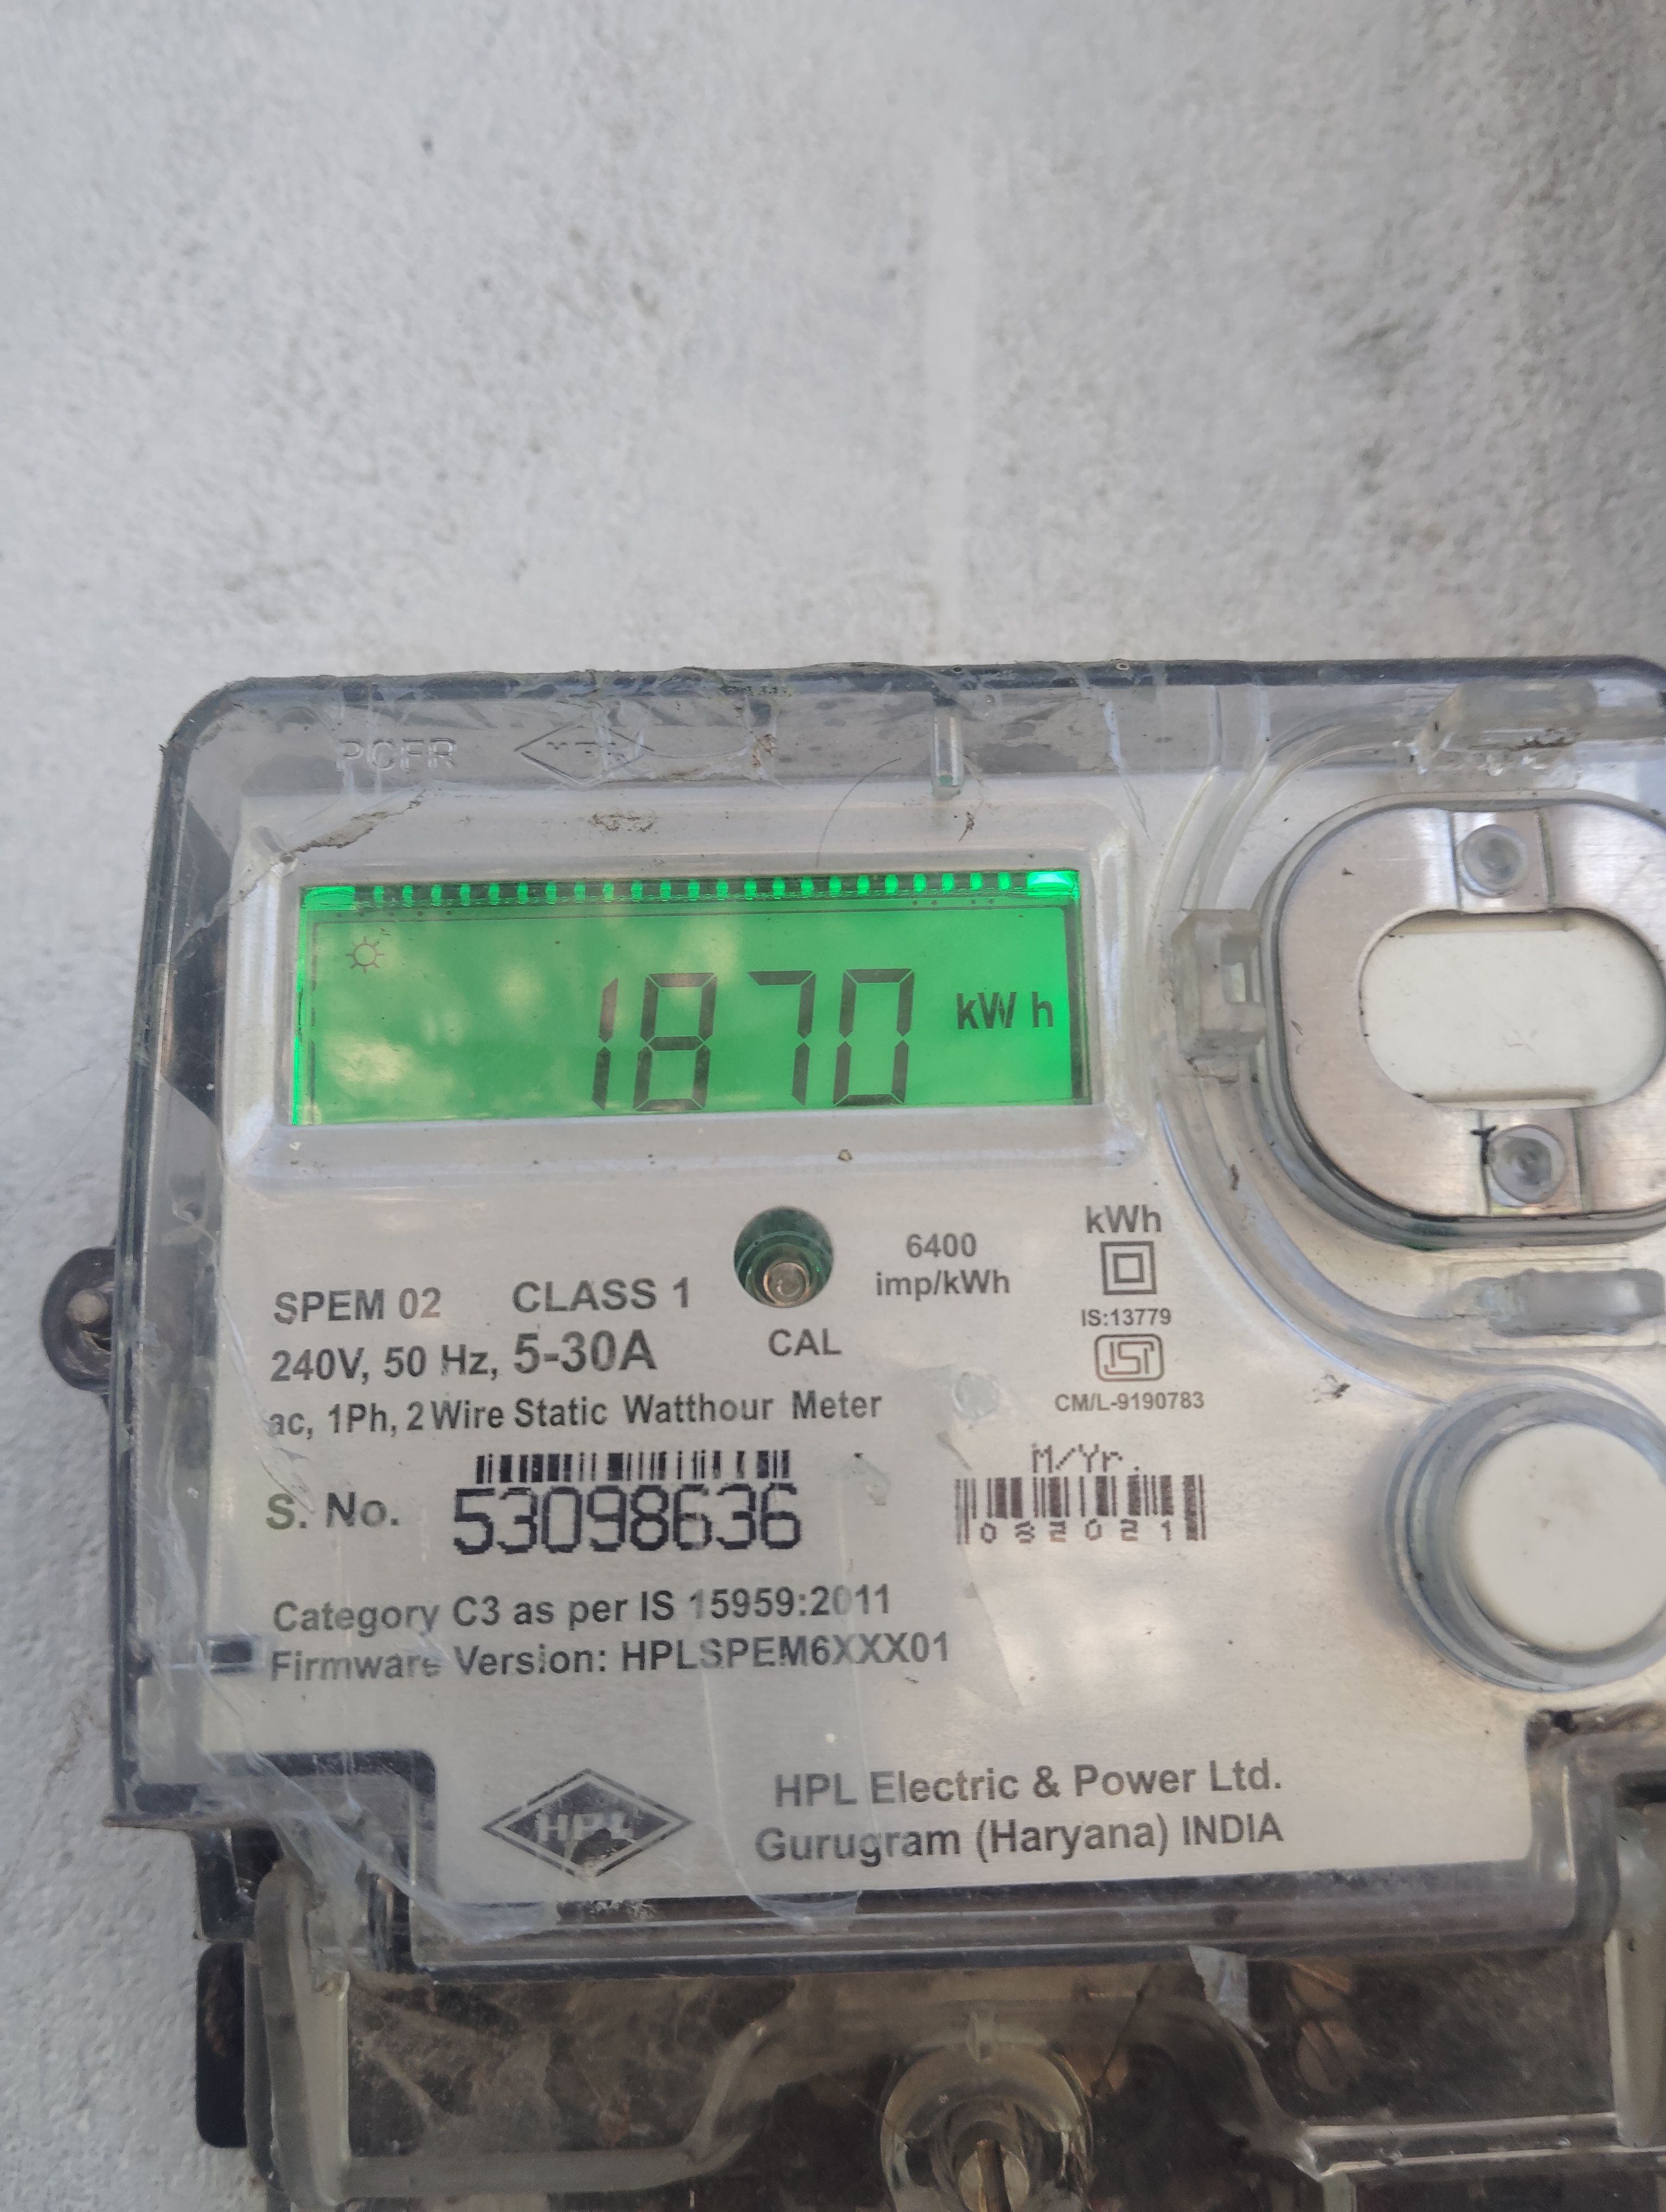 PCFR
1870 kWh
6400
imp/kWh
kWh
SPEM 02 CLASS 1
IS:13779
240V, 50 Hz, 5-30A
CAL
ISI
CM/L-9190783
ac, 1Ph, 2 Wire Static Watthour Meter
M/Yr.
S. No. 53098636
082021
Category C3 as per IS 15959:2011
Firmware Version: HPLSPEM6XXX01
HPL
HPL Electric & Power Ltd.
Gurugram (Haryana) INDIA